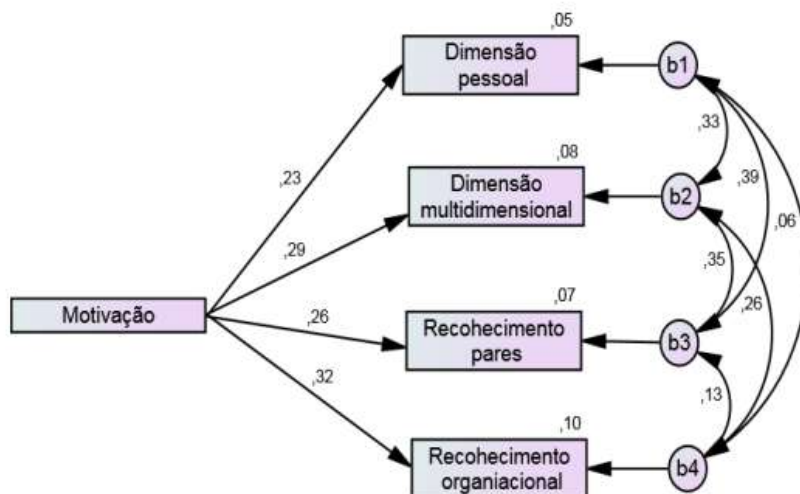 ,05
Dimensão
pessoal
b1
,33
,23
,08
,39
Dimensão
multidimensional
b2
,06
,29
,35
,07
,26
Motivação
,26
Recohecimento
pares
b3
,32
,13
,10
Recohecimento
organiacional
b4